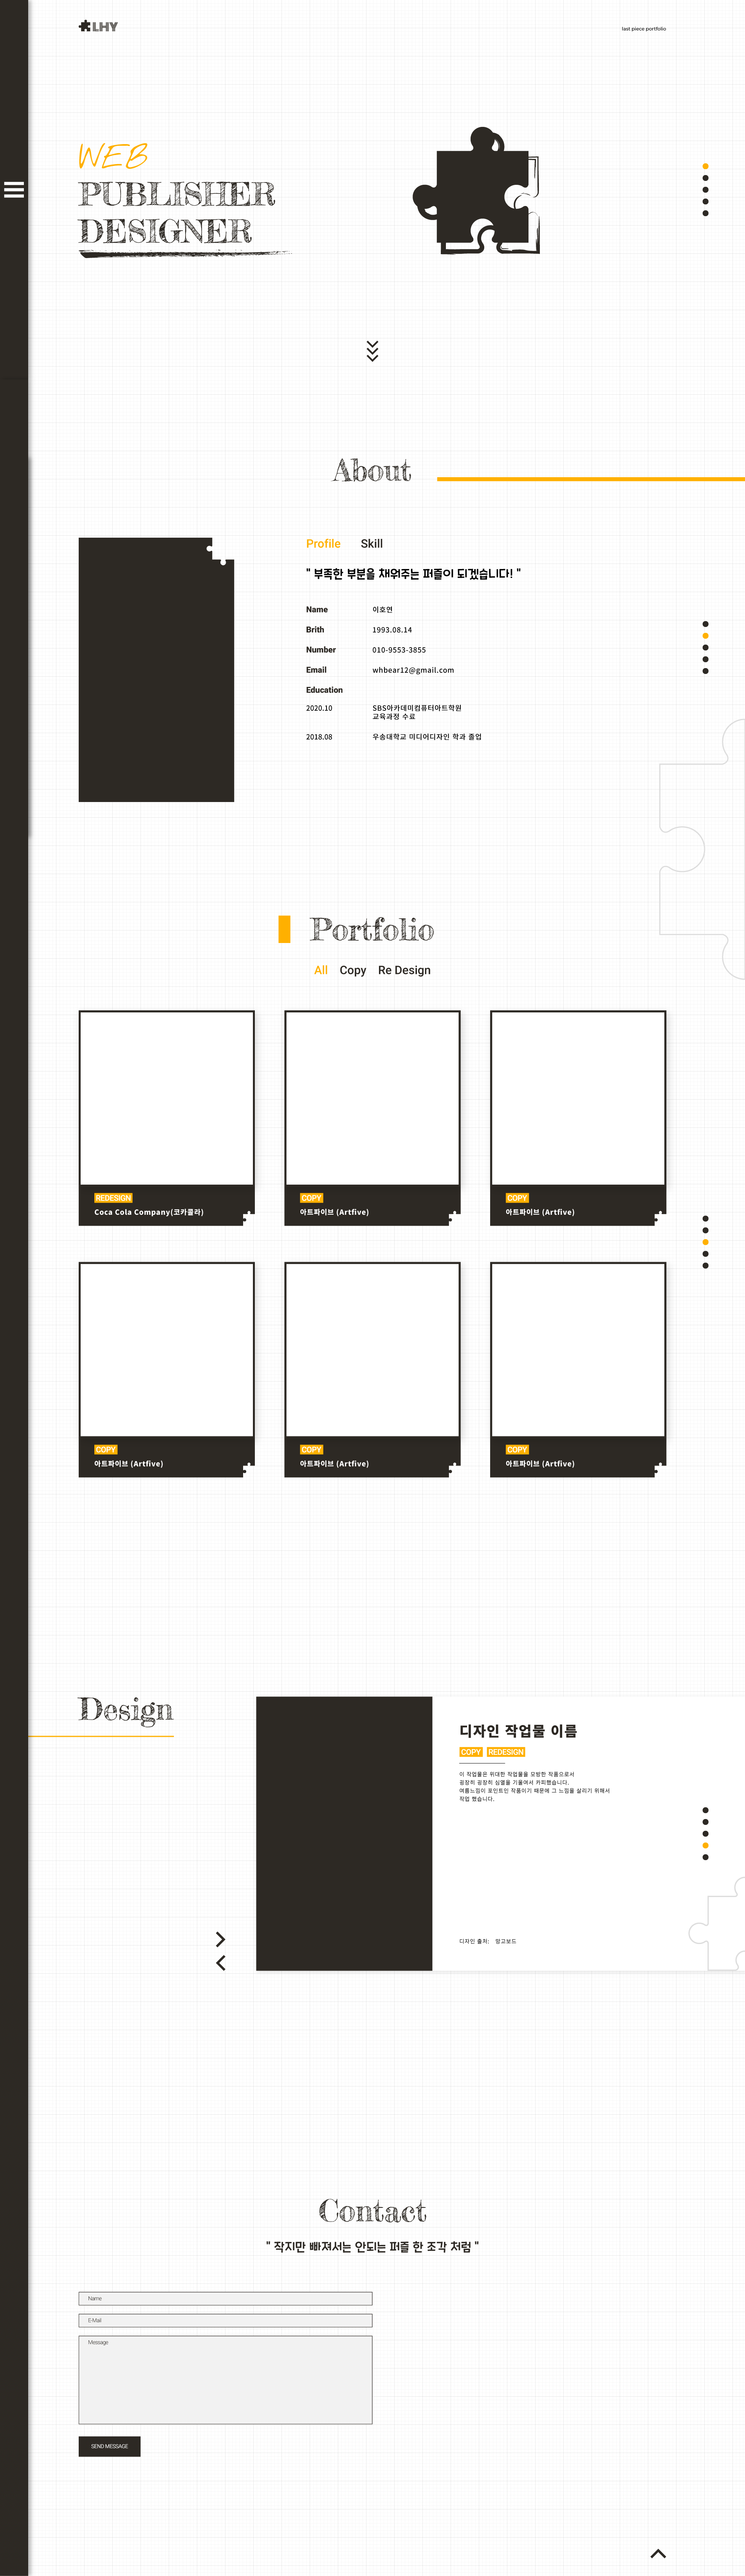 LHY
last piece portfolio
WEB
PUBLISHER
DESIGNER
About
Profile Skill
" 부족한 부분을 채워주는 퍼즐이 되겠습니다! "
Name 이호연
Brith 1993.08.14
Number 010-9553-3855
Email whbear12@gmail.com
Education
2020.10 SBS아카데미컴퓨터아트학원
교육과정 수료
2018.08 우송대학교 미디어디자인 학과 졸업
Portfolio
All Copy Re Design
REDESIGN
Coca Cola Company(코카콜라)
COPY
아트파이브 (Artfive)
COPY
아트파이브 (Artfive)
COPY
아트파이브 (Artfive)
COPY
아트파이브 (Artfive)
COPY
아트파이브 (Artfive)
Design
디자인 작업물 이름
COPY REDESIGN
이 작업물은 위대한 작업물을 모방한 작품으로서
굉장히 굉장히 심열을 기울여서 카피했습니다.
여름느낌이 포인트인 작품이기 때문에 그 느낌을 살리기 위해서
작업 했습니다.
디자인 출처: 망고보드
Contact
" 작지만 빠져서는 안되는 퍼즐 한 조각 처럼 "
Name
E-Mail
Message
SEND MESSAGE